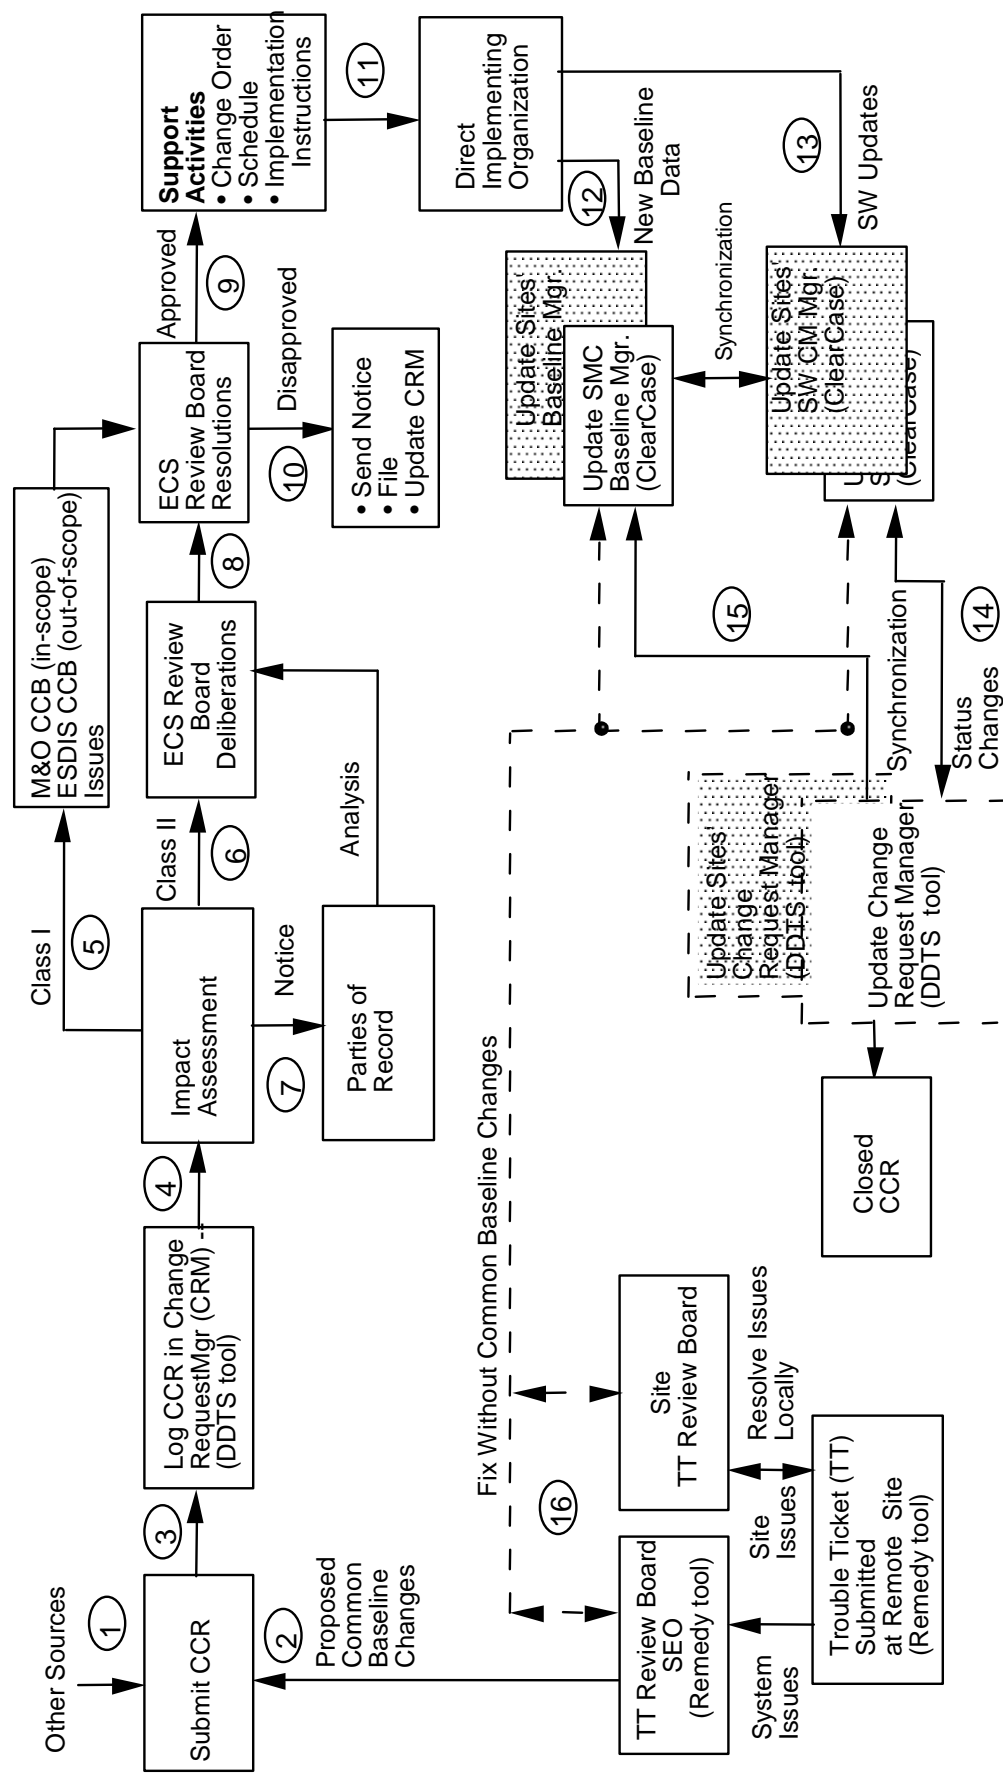 Other Sources
1
Submit CCR
2
Proposed
Common
Baseline
Changes
3
Log CCR in Change
RequestMgr (CRM) --
(DDTS tool)
4
Impact
Assessment
Class I
5
M&O CCB (in-scope)
ESDIS CCB (out-of-scope)
Issues
Class II
6
Notice
7
Parties of
Record
Analysis
ECS Review
Board
Deliberations
8
ECS
Review Board
Resolutions
Approved
9
Disapproved
10
• Send Notice
• File
• Update CRM
Support
Activities
• Change Order
• Schedule
• Implementation
Instructions
11
Direct
Implementing
Organization
12
New Baseline
Data
13
SW Updates
Update Sites'
Baseline Mgr.
Update SMC
Baseline Mgr.
(ClearCase)
Synchronization
Update Sites'
SW CM Mgr.
(ClearCase)
(ClearCase)
15
Synchronization
14
Status
Changes
Update Sites'
Change
Request Manager
(DDTS tool)
Update Change
Request Manager
(DDTS tool)
Closed
CCR
Fix Without Common Baseline Changes
16
TT Review Board
SEO
(Remedy tool)
Site
TT Review Board
System
Issues
Site
Issues
Resolve Issues
Locally
Trouble Ticket (TT)
Submitted
at Remote Site
(Remedy tool)